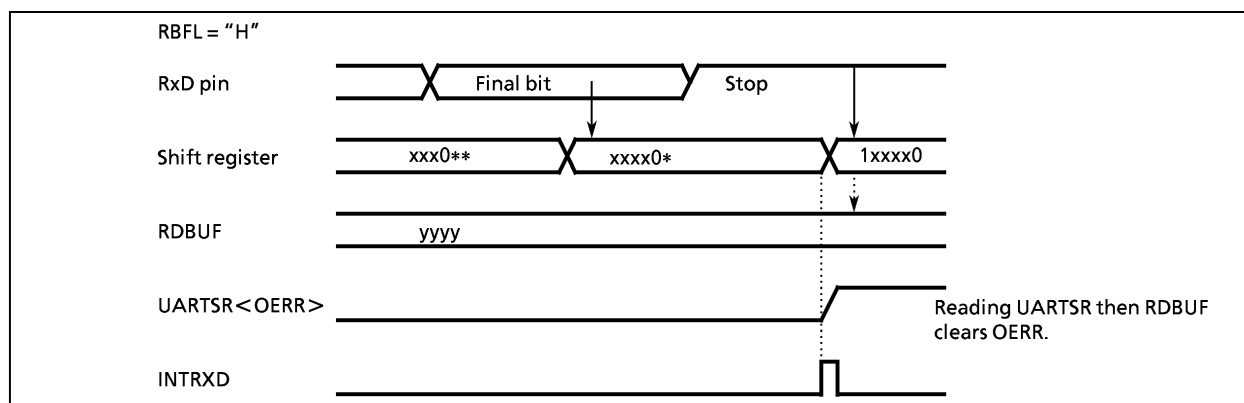 RBFL = “H”
RxD pin
Final bit
Stop
Shift register
xxx0**
xxxx0*
1xxxx0
RDBUF
yyyy
UARTSR<OERR>
Reading UARTSR then RDBUF
clears OERR.
INTRXD